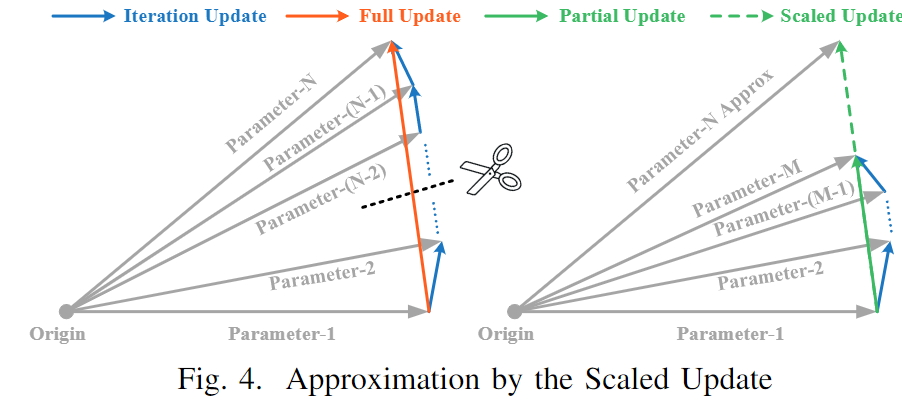 Iteration Update Full Update Partial Update Scaled Update
Parameter-N
Parameter-(N-1)
Parameter-(N-2)
Parameter-2
Origin Parameter-1
Parameter-N Approx
Parameter-M
Parameter-(M-1)
Parameter-2
Origin Parameter-1
Fig. 4. Approximation by the Scaled Update